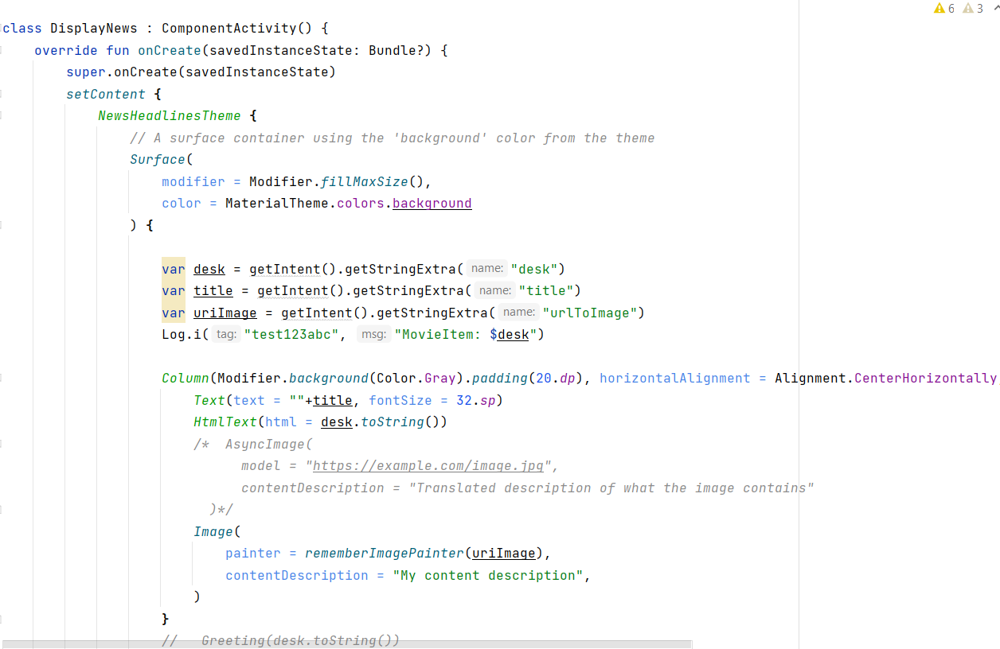 6 3
class DisplayNews : ComponentActivity() {
    override fun onCreate(savedInstanceState: Bundle?) {
        super.onCreate(savedInstanceState)
        setContent {
            NewsHeadlinesTheme {
                // A surface container using the 'background' color from the theme
                Surface(
                    modifier = Modifier.fillMaxSize(),
                    color = MaterialTheme.colors.background
                ) {
                    var desk = getIntent().getStringExtra( name: "desk")
                    var title = getIntent().getStringExtra( name: "title")
                    var uriImage = getIntent().getStringExtra( name: "urlToImage")
                    Log.i( tag: "test123abc", msg: "MovieItem: $desk")
                    Column(Modifier.background(Color.Gray).padding(20.dp), horizontalAlignment = Alignment.CenterHorizontally
                        Text(text = ""+title, fontSize = 32.sp)
                        HtmlText(html = desk.toString())
                        /*  AsyncImage(
                              model = "https://example.com/image.jpg",
                              contentDescription = "Translated description of what the image contains"
                          )*/
                        Image(
                            painter = rememberImagePainter(uriImage),
                            contentDescription = "My content description",
                        )
                    }
                    //   Greeting(desk.toString())